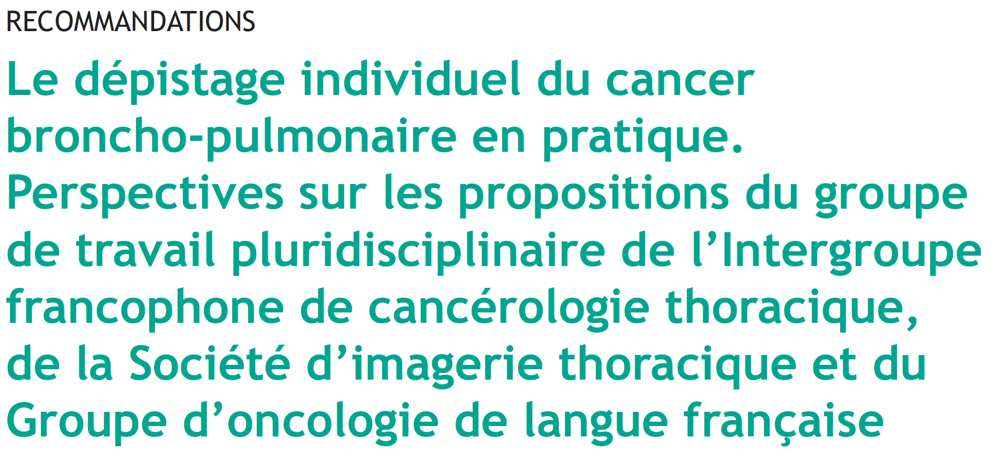 RECOMMANDATIONS
Le dépistage individuel du cancer
broncho-pulmonaire en pratique.
Perspectives sur les propositions du groupe
de travail pluridisciplinaire de l’Intergroupe
francophone de cancérologie thoracique,
de la Société d’imagerie thoracique et du
Groupe d’oncologie de langue française